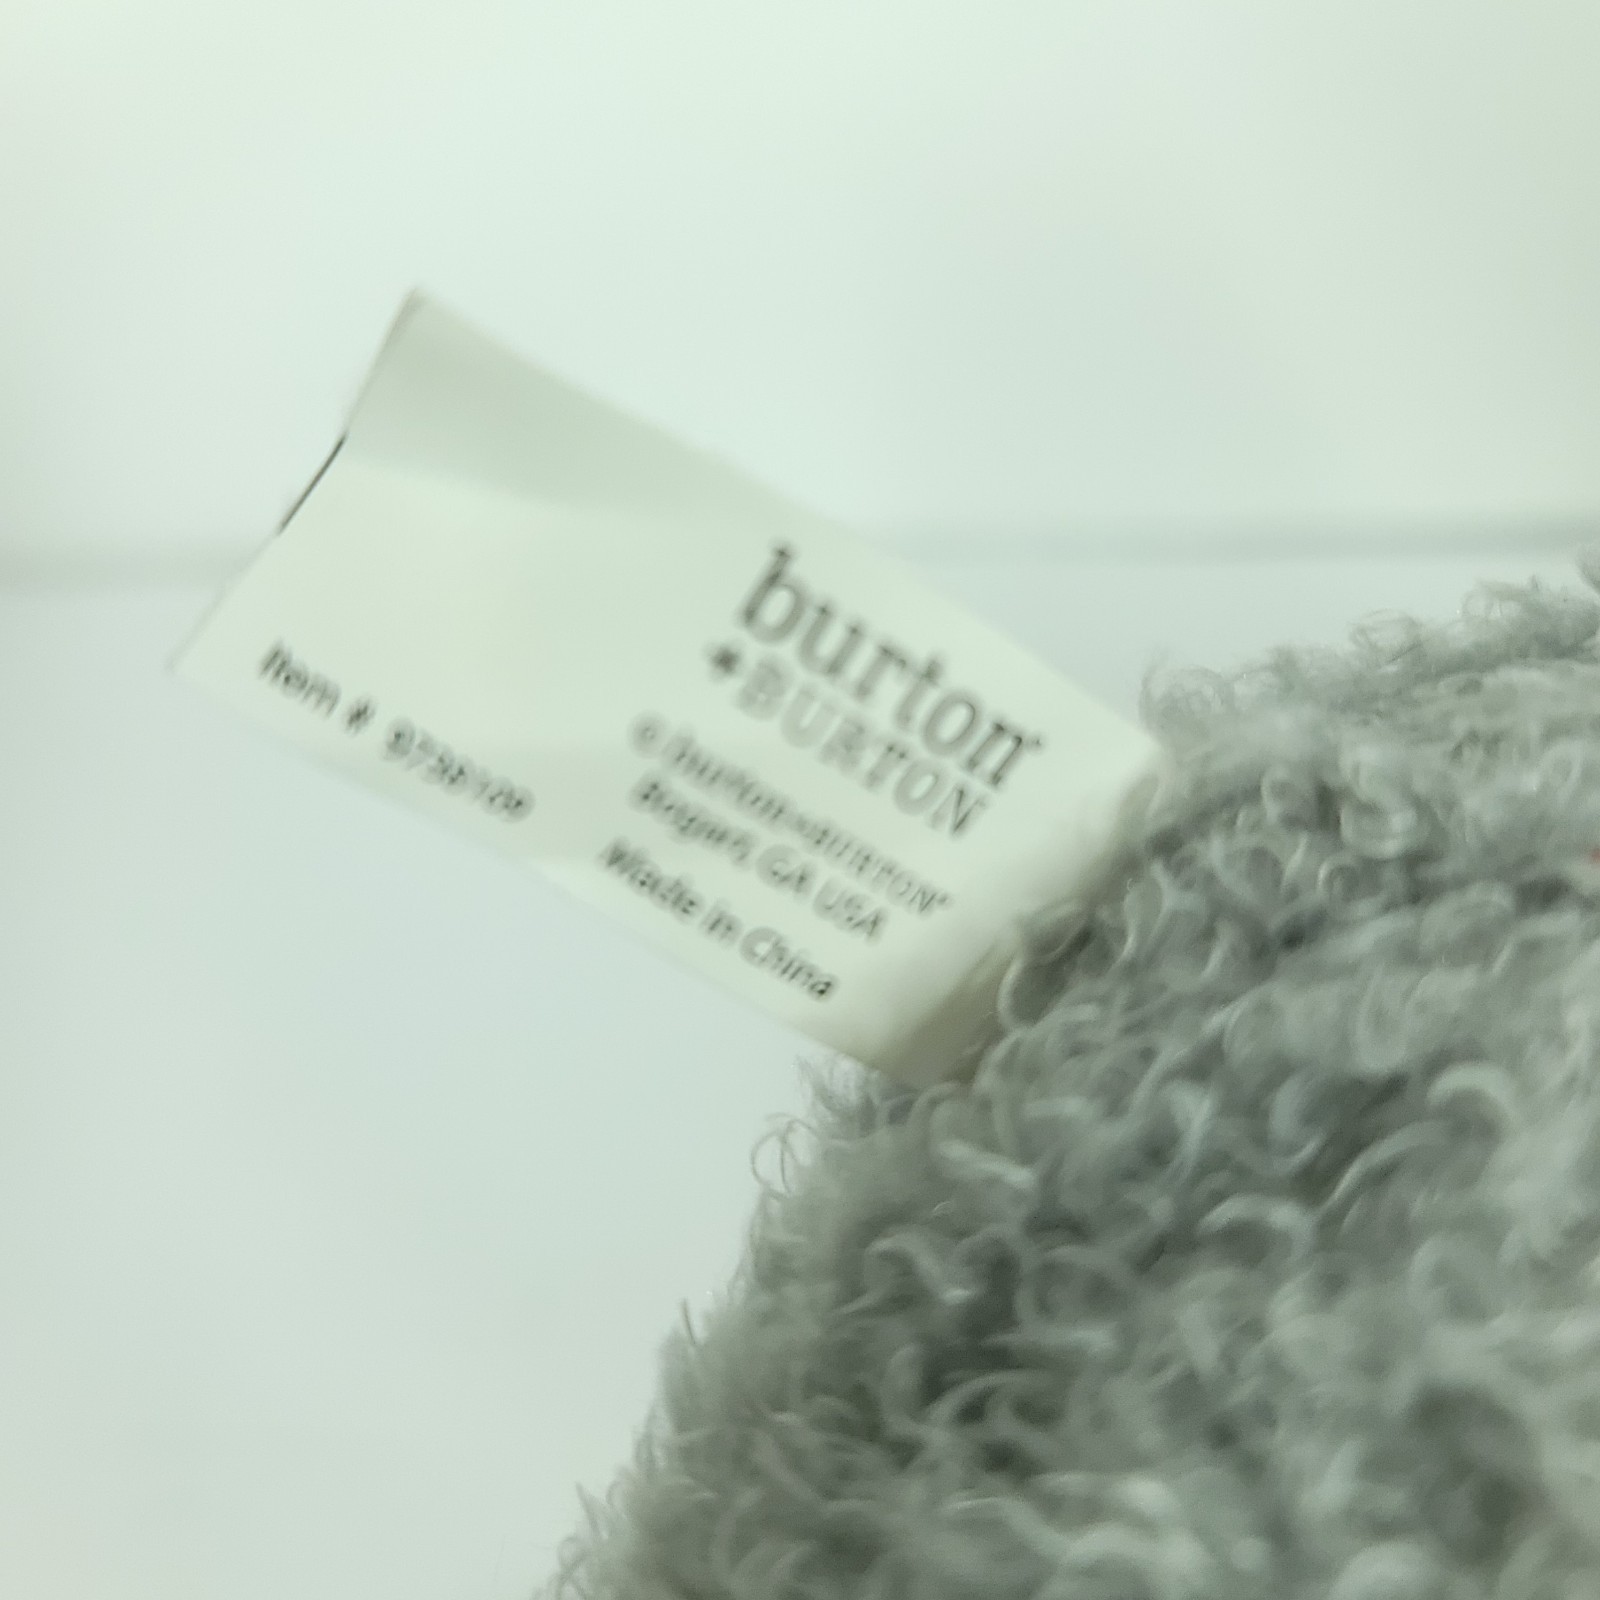 burton
+BURTON
© burton+BURTON®
Bogart, GA USA
Made in China
Item #